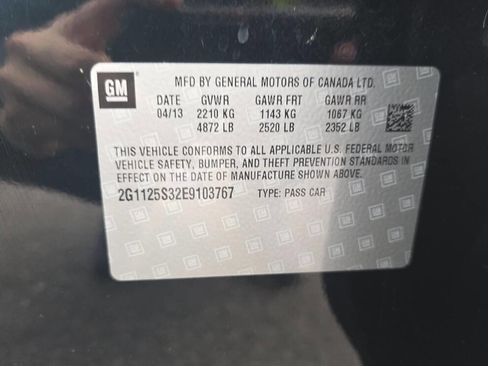 GM
MFD BY GENERAL MOTORS OF CANADA LTD.
DATE GVWR GAWR FRT GAWR RR
04/13 2210 KG 1143 KG 1067 KG
4872 LB 2520 LB 2352 LB
THIS VEHICLE CONFORMS TO ALL APPLICABLE U.S. FEDERAL MOTOR
VEHICLE SAFETY, BUMPER, AND THEFT PREVENTION STANDARDS IN
EFFECT ON THE DATE OF MANUFACTURE SHOWN ABOVE.
2G1125S32E9103767 TYPE: PASS CAR